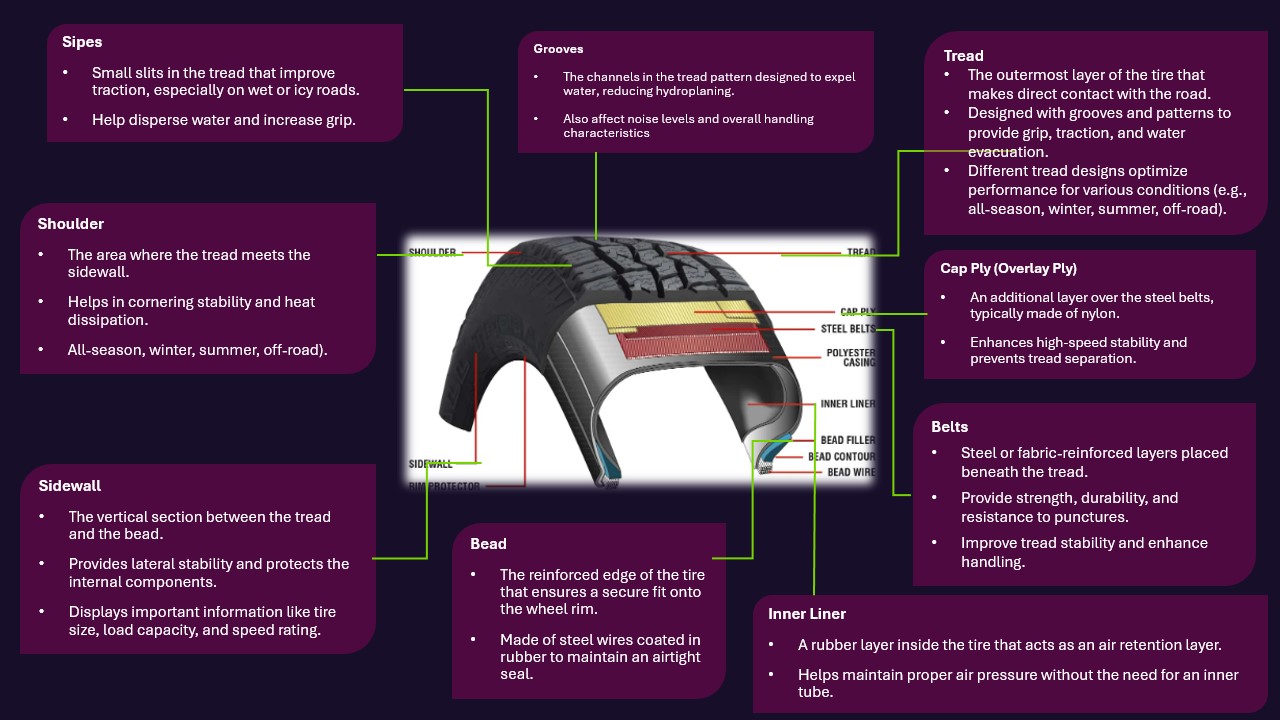 Sipes
• Small slits in the tread that improve
traction, especially on wet or icy roads.
• Help disperse water and increase grip.
Grooves
• The channels in the tread pattern designed to expel
water, reducing hydroplaning.
• Also affect noise levels and overall handling
characteristics
Tread
• The outermost layer of the tire that
makes direct contact with the road.
• Designed with grooves and patterns to
provide grip, traction, and water
evacuation.
• Different tread designs optimize
performance for various conditions (e.g.,
all-season, winter, summer, off-road).
Shoulder
• The area where the tread meets the
sidewall.
• Helps in cornering stability and heat
dissipation.
• All-season, winter, summer, off-road).
SHOULDER
TREAD
CAP PLY
STEEL BELTS
POLYESTER
CASING
INNER LINER
BEAD FILLER
BEAD CONTOUR
BEAD WIRE
SIDEWALL
RIM PROTECTOR
Cap Ply (Overlay Ply)
• An additional layer over the steel belts,
typically made of nylon.
• Enhances high-speed stability and
prevents tread separation.
Belts
• Steel or fabric-reinforced layers placed
beneath the tread.
• Provide strength, durability, and
resistance to punctures.
• Improve tread stability and enhance
handling.
Sidewall
• The vertical section between the tread
and the bead.
• Provides lateral stability and protects the
internal components.
• Displays important information like tire
size, load capacity, and speed rating.
Bead
• The reinforced edge of the tire
that ensures a secure fit onto
the wheel rim.
• Made of steel wires coated in
rubber to maintain an airtight
seal.
Inner Liner
• A rubber layer inside the tire that acts as an air retention layer.
• Helps maintain proper air pressure without the need for an inner
tube.